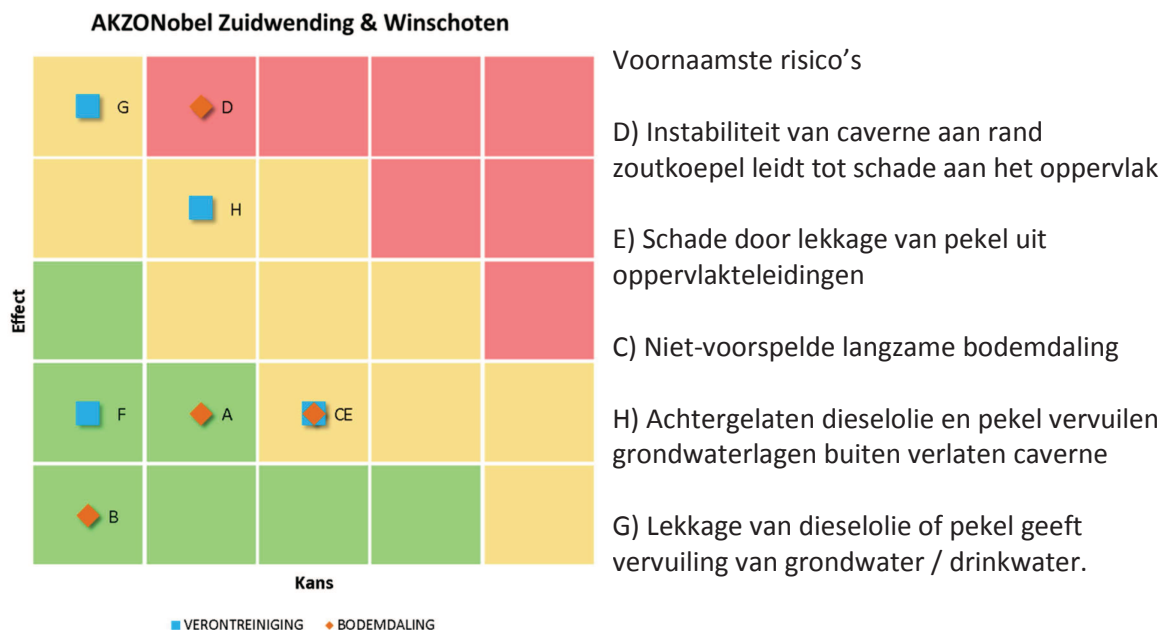 AKZONobel Zuidwending & Winschoten
G
D
H
F
A
CE
B
Effect
Kans
VERONTREINIGING
BODEMDALING
Voornaamste risico’s
D) Instabiliteit van caverne aan rand
zoutkoepel leidt tot schade aan het oppervlak
E) Schade door lekkage van pekel uit
oppervlakteleidingen
C) Niet-voorspelde langzame bodemdaling
H) Achtergelaten dieselolie en pekel vervuilen
grondwaterlagen buiten verlaten caverne
G) Lekkage van dieselolie of pekel geeft
vervuiling van grondwater / drinkwater.